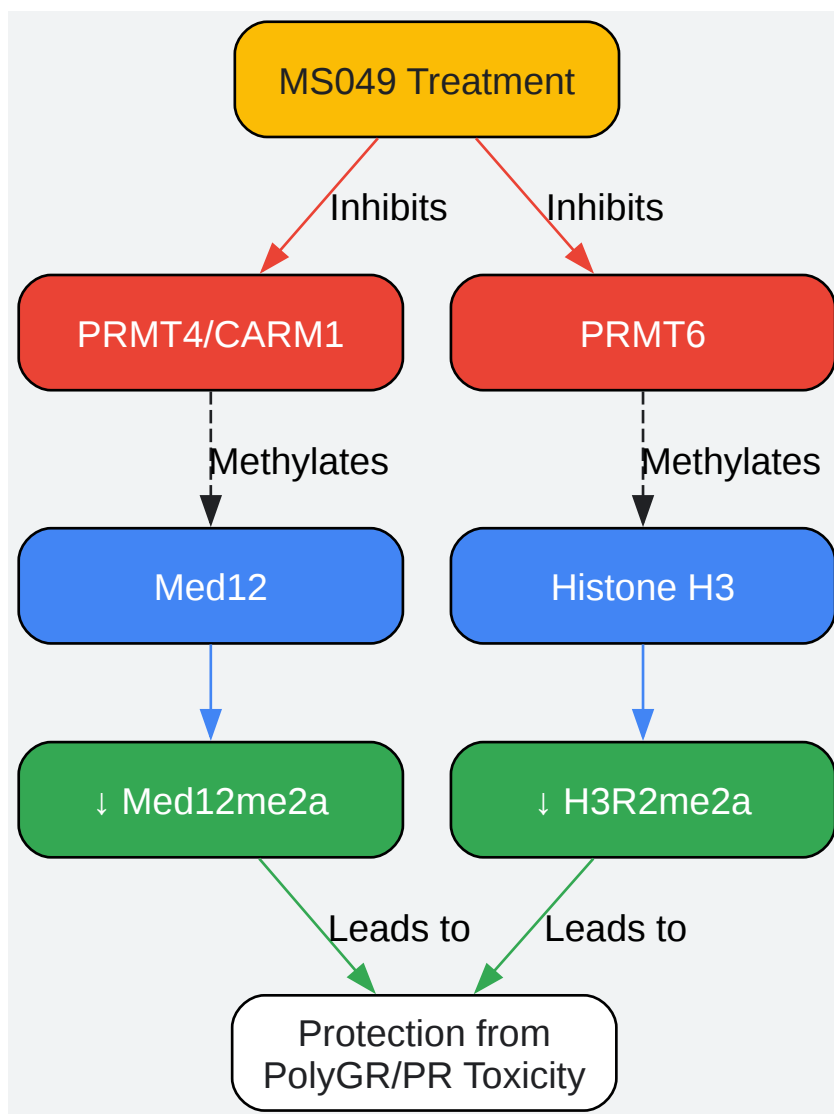 MS049 Treatment
Inhibits
Inhibits
PRMT4/CARM1
PRMT6
Methylates
Methylates
Med12
Histone H3
↓ Med12me2a
↓ H3R2me2a
Leads to
Leads to
Protection from
PolyGR/PR Toxicity